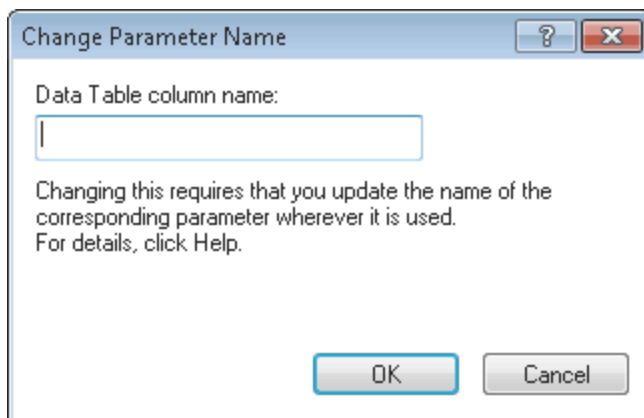 Change Parameter Name
?
Data Table column name:
Changing this requires that you update the name of the
corresponding parameter wherever it is used.
For details, click Help.
OK Cancel